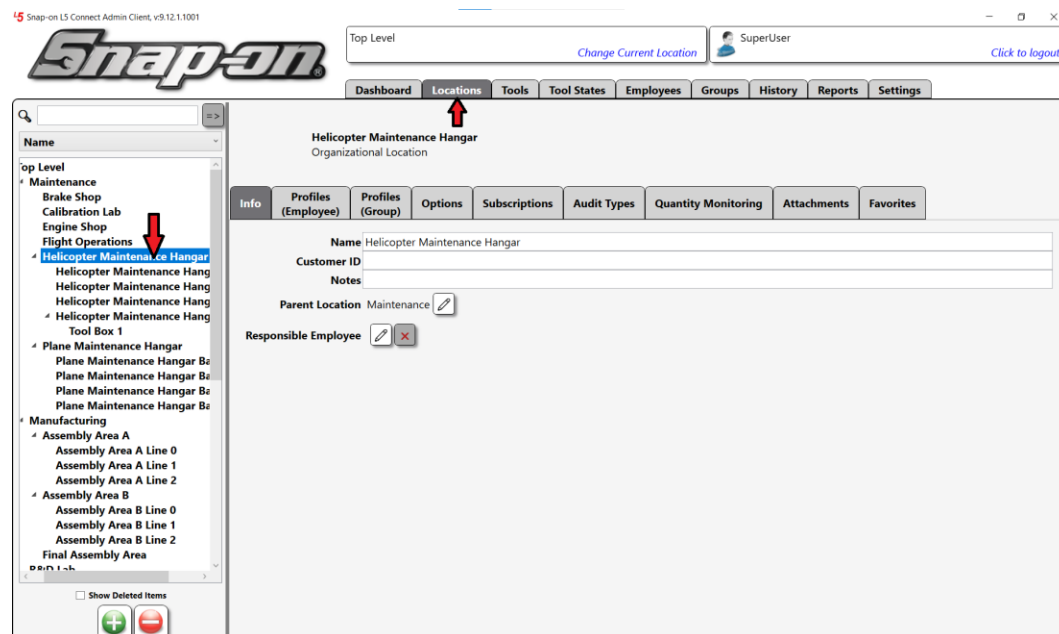 L5 Snap-on L5 Connect Admin Client, v:9.12.1.1001
Snap-on
Top Level
Change Current Location
SuperUser
Click to logout
Dashboard
Locations
Tools
Tool States
Employees
Groups
History
Reports
Settings
=>
Name
op Level
Maintenance
Brake Shop
Calibration Lab
Engine Shop
Flight Operations
Helicopter Maintenance Hangar
Helicopter Maintenance Hang
Helicopter Maintenance Hang
Helicopter Maintenance Hang
Helicopter Maintenance Hang
Tool Box 1
Plane Maintenance Hangar
Plane Maintenance Hangar Ba
Plane Maintenance Hangar Ba
Plane Maintenance Hangar Ba
Plane Maintenance Hangar Ba
Manufacturing
Assembly Area A
Assembly Area A Line 0
Assembly Area A Line 1
Assembly Area A Line 2
Assembly Area B
Assembly Area B Line 0
Assembly Area B Line 1
Assembly Area B Line 2
Final Assembly Area
R&D Lab
Show Deleted Items
Helicopter Maintenance Hangar
Organizational Location
Info
Profiles
(Employee)
Profiles
(Group)
Options
Subscriptions
Audit Types
Quantity Monitoring
Attachments
Favorites
Name Helicopter Maintenance Hangar
Customer ID
Notes
Parent Location Maintenance
Responsible Employee